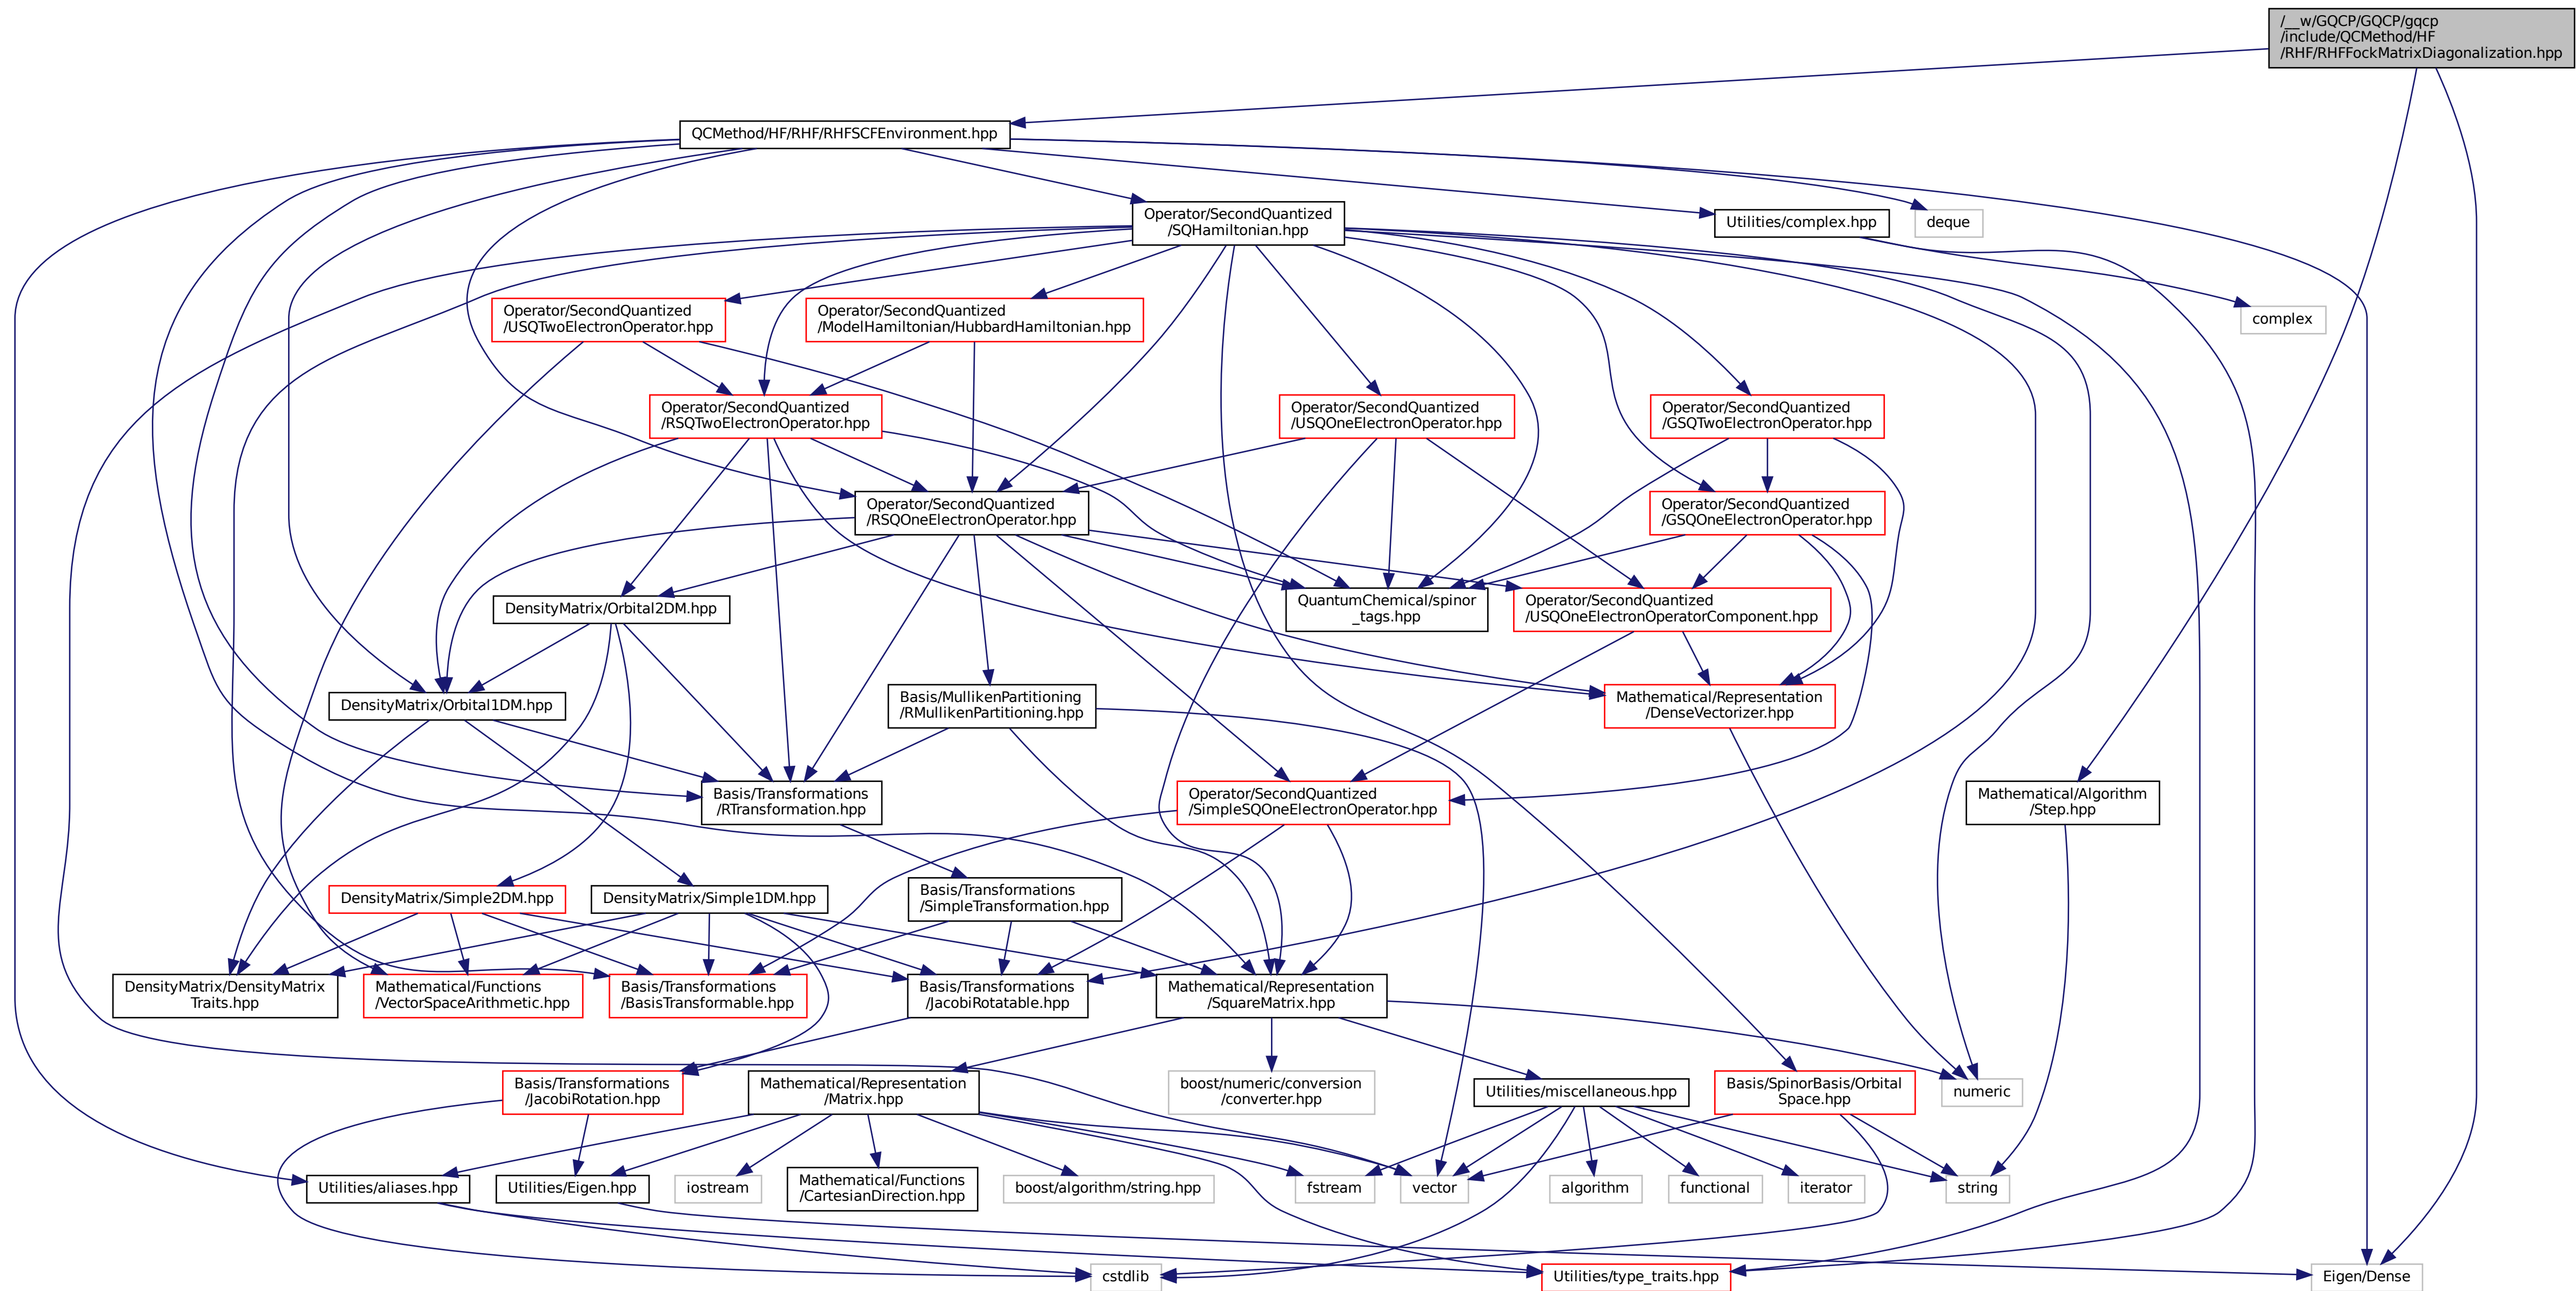 /__w/GQCP/GQCP/gqcp
/include/QCMethod/HF
/RHF/RHFFockMatrixDiagonalization.hpp
QCMethod/HF/RHF/RHFSCFEnvironment.hpp
Operator/SecondQuantized
/SQHamiltonian.hpp
Utilities/complex.hpp
deque
Operator/SecondQuantized
/USQTwoElectronOperator.hpp
Operator/SecondQuantized
/ModelHamiltonian/HubbardHamiltonian.hpp
complex
Operator/SecondQuantized
/RSQTwoElectronOperator.hpp
Operator/SecondQuantized
/USQOneElectronOperator.hpp
Operator/SecondQuantized
/GSQTwoElectronOperator.hpp
Operator/SecondQuantized
/RSQOneElectronOperator.hpp
Operator/SecondQuantized
/GSQOneElectronOperator.hpp
DensityMatrix/Orbital2DM.hpp
QuantumChemical/spinor
_tags.hpp
Operator/SecondQuantized
/USQOneElectronOperatorComponent.hpp
DensityMatrix/Orbital1DM.hpp
Basis/MullikenPartitioning
/RMullikenPartitioning.hpp
Mathematical/Representation
/DenseVectorizer.hpp
Basis/Transformations
/RTransformation.hpp
Operator/SecondQuantized
/SimpleSQOneElectronOperator.hpp
Mathematical/Algorithm
/Step.hpp
DensityMatrix/Simple2DM.hpp
DensityMatrix/Simple1DM.hpp
Basis/Transformations
/SimpleTransformation.hpp
DensityMatrix/DensityMatrix
Traits.hpp
Mathematical/Functions
/VectorSpaceArithmetic.hpp
Basis/Transformations
/BasisTransformable.hpp
Basis/Transformations
/JacobiRotatable.hpp
Mathematical/Representation
/SquareMatrix.hpp
Basis/Transformations
/JacobiRotation.hpp
Mathematical/Representation
/Matrix.hpp
boost/numeric/conversion
/converter.hpp
Utilities/miscellaneous.hpp
Basis/SpinorBasis/Orbital
Space.hpp
numeric
Utilities/aliases.hpp
Utilities/Eigen.hpp
iostream
Mathematical/Functions
/CartesianDirection.hpp
boost/algorithm/string.hpp
fstream
vector
algorithm
functional
iterator
string
cstdlib
Utilities/type_traits.hpp
Eigen/Dense